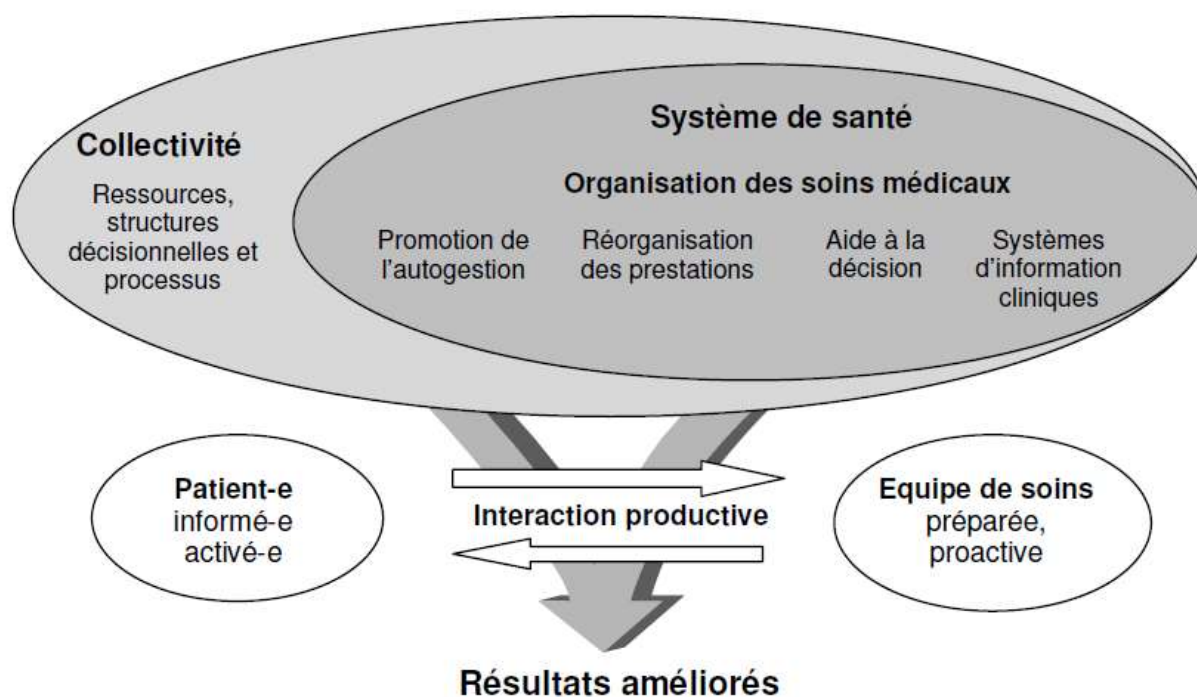 Collectivité
Ressources,
structures
décisionnelles et
processus
Système de santé
Organisation des soins médicaux
Promotion de
l'autogestion
Réorganisation
des prestations
Aide à la
décision
Systèmes
d'information
cliniques
Patient-e
informé-e
activé-e
Interaction productive
Equipe de soins
préparée,
proactive
Résultats améliorés